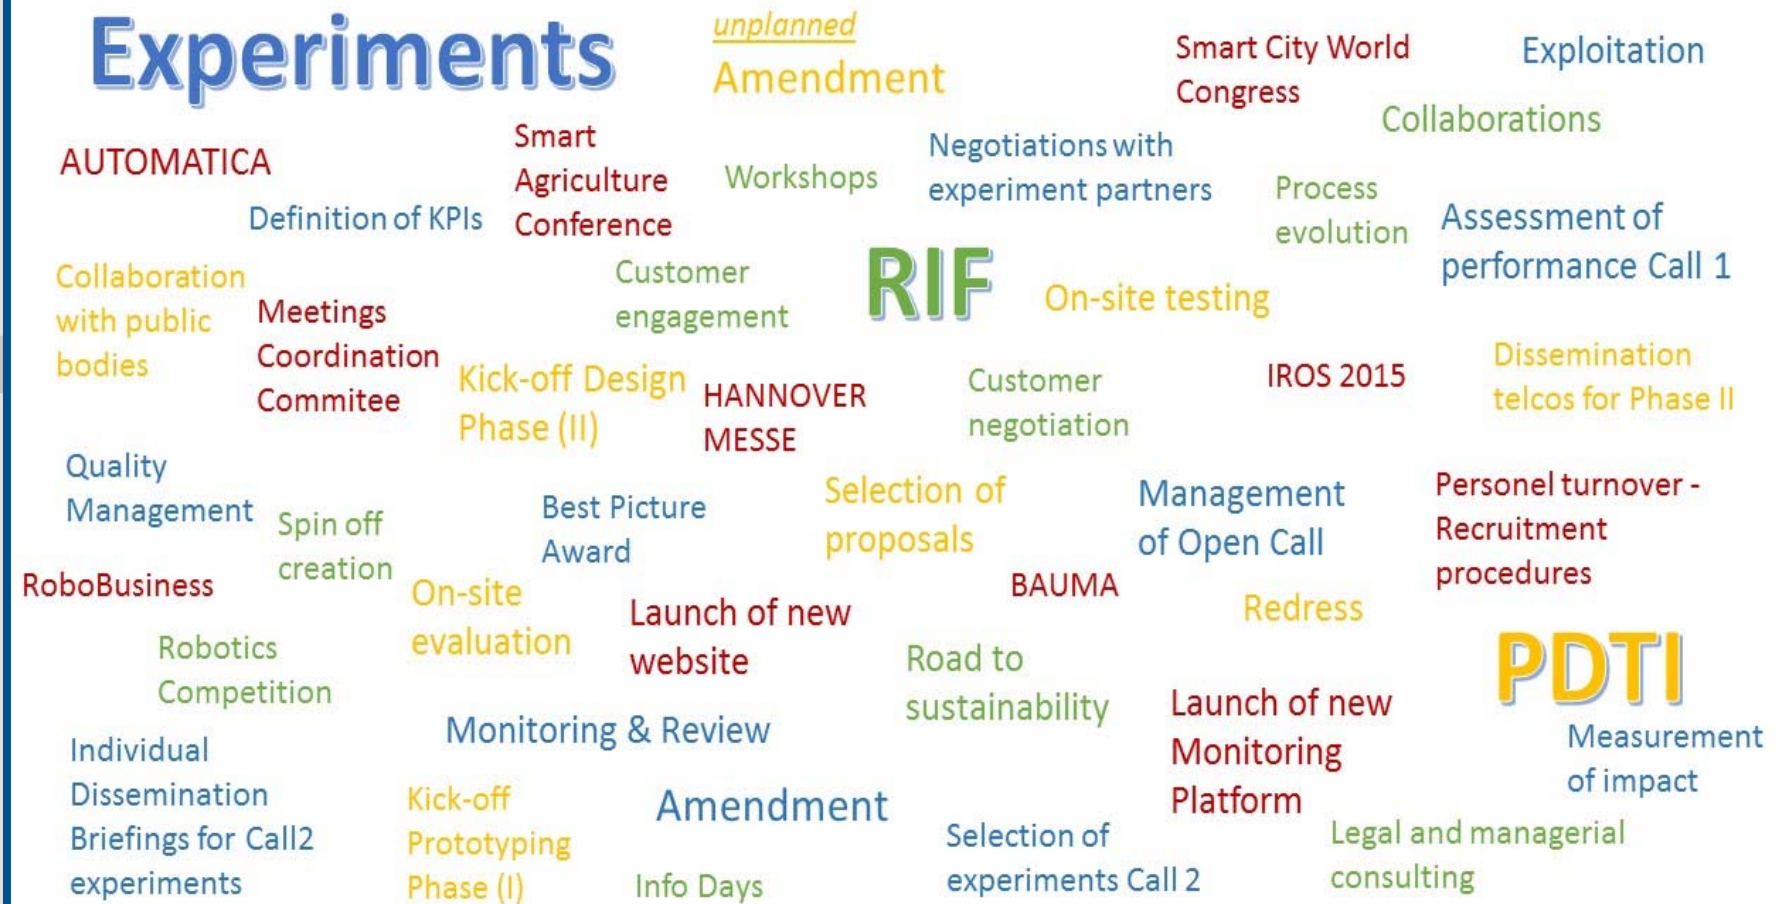 Experiments
unplanned
Amendment
Smart City World
Congress
Exploitation
Collaborations
AUTOMATICA
Smart
Agriculture
Conference
Workshops
Negotiations with
experiment partners
Process
evolution
Definition of KPIs
Assessment of
performance Call 1
Collaboration
with public
bodies
Meetings
Coordination
Commitee
Customer
engagement
RIF
On-site testing
Kick-off Design
Phase (II)
HANNOVER
MESSE
Customer
negotiation
IROS 2015
Dissemination
telcos for Phase II
Quality
Management
Spin off
creation
Best Picture
Award
Selection of
proposals
Management
of Open Call
Personel turnover -
Recruitment
procedures
RoboBusiness
On-site
evaluation
Launch of new
website
BAUMA
Redress
Robotics
Competition
Road to
sustainability
PDTI
Monitoring & Review
Launch of new
Monitoring
Platform
Measurement
of impact
Individual
Dissemination
Briefings for Call2
experiments
Kick-off
Prototyping
Phase (I)
Amendment
Info Days
Selection of
experiments Call 2
Legal and managerial
consulting